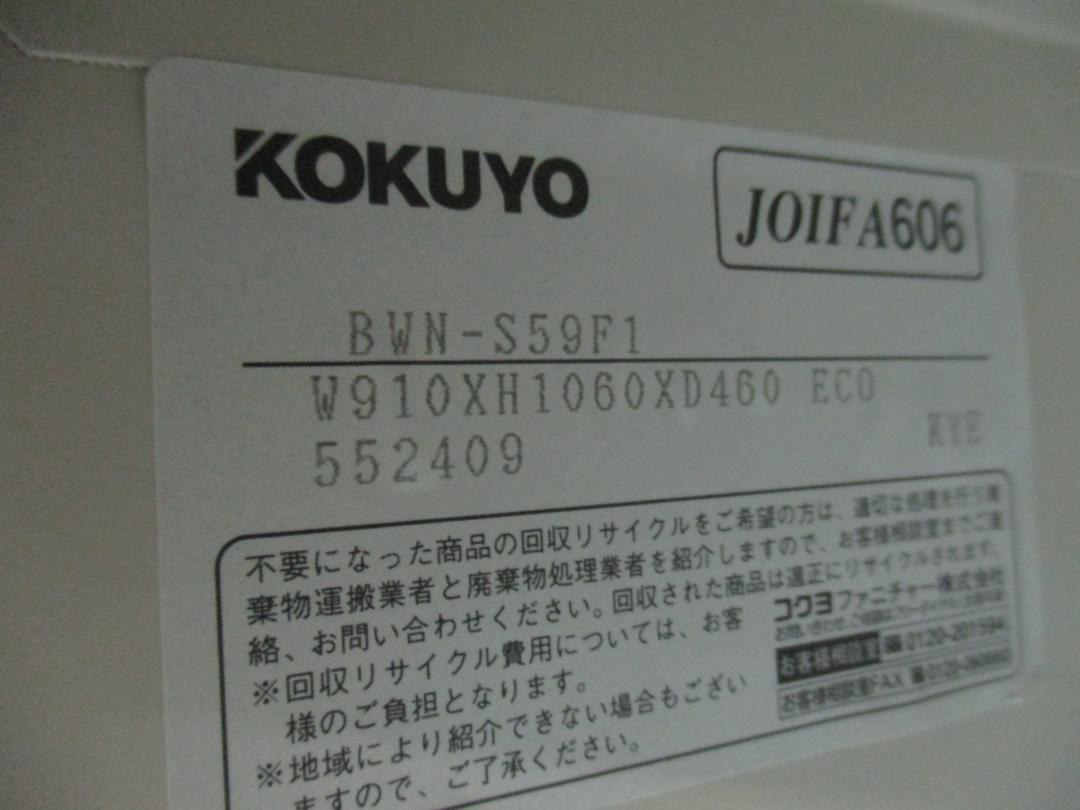 KOKUYO
JOIFA606
BWN-S59F1
W910XH1060XD460 ECO
552409
KYE
不要になった商品の回収リサイクルをご希望の方は、適切な処理を行う廃
棄物運搬業者と廃棄物処理業者を紹介しますので、お客様相談室までご連
絡、お問い合わせください。回収された商品は適正にリサイクルされます。
※回収リサイクル費用については、お客
様のご負担となります。
※地域により紹介できない場合もござい
ますので、ご了承ください。
コクヨファニチャー株式会社
お客様相談室 0120-201594
お客様相談室FAX